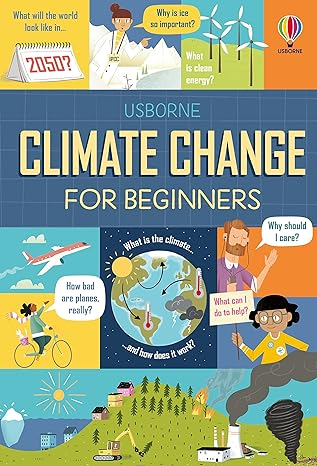 What will the world
look like in...
2050?
IPCC
Why is ice
so important?
What
is clean
energy?
USBORNE
USBORNE
CLIMATE CHANGE
FOR BEGINNERS
How bad
are planes,
really?
What is the climate...
...and how does it work?
Why should
I care?
What can I
do to help?